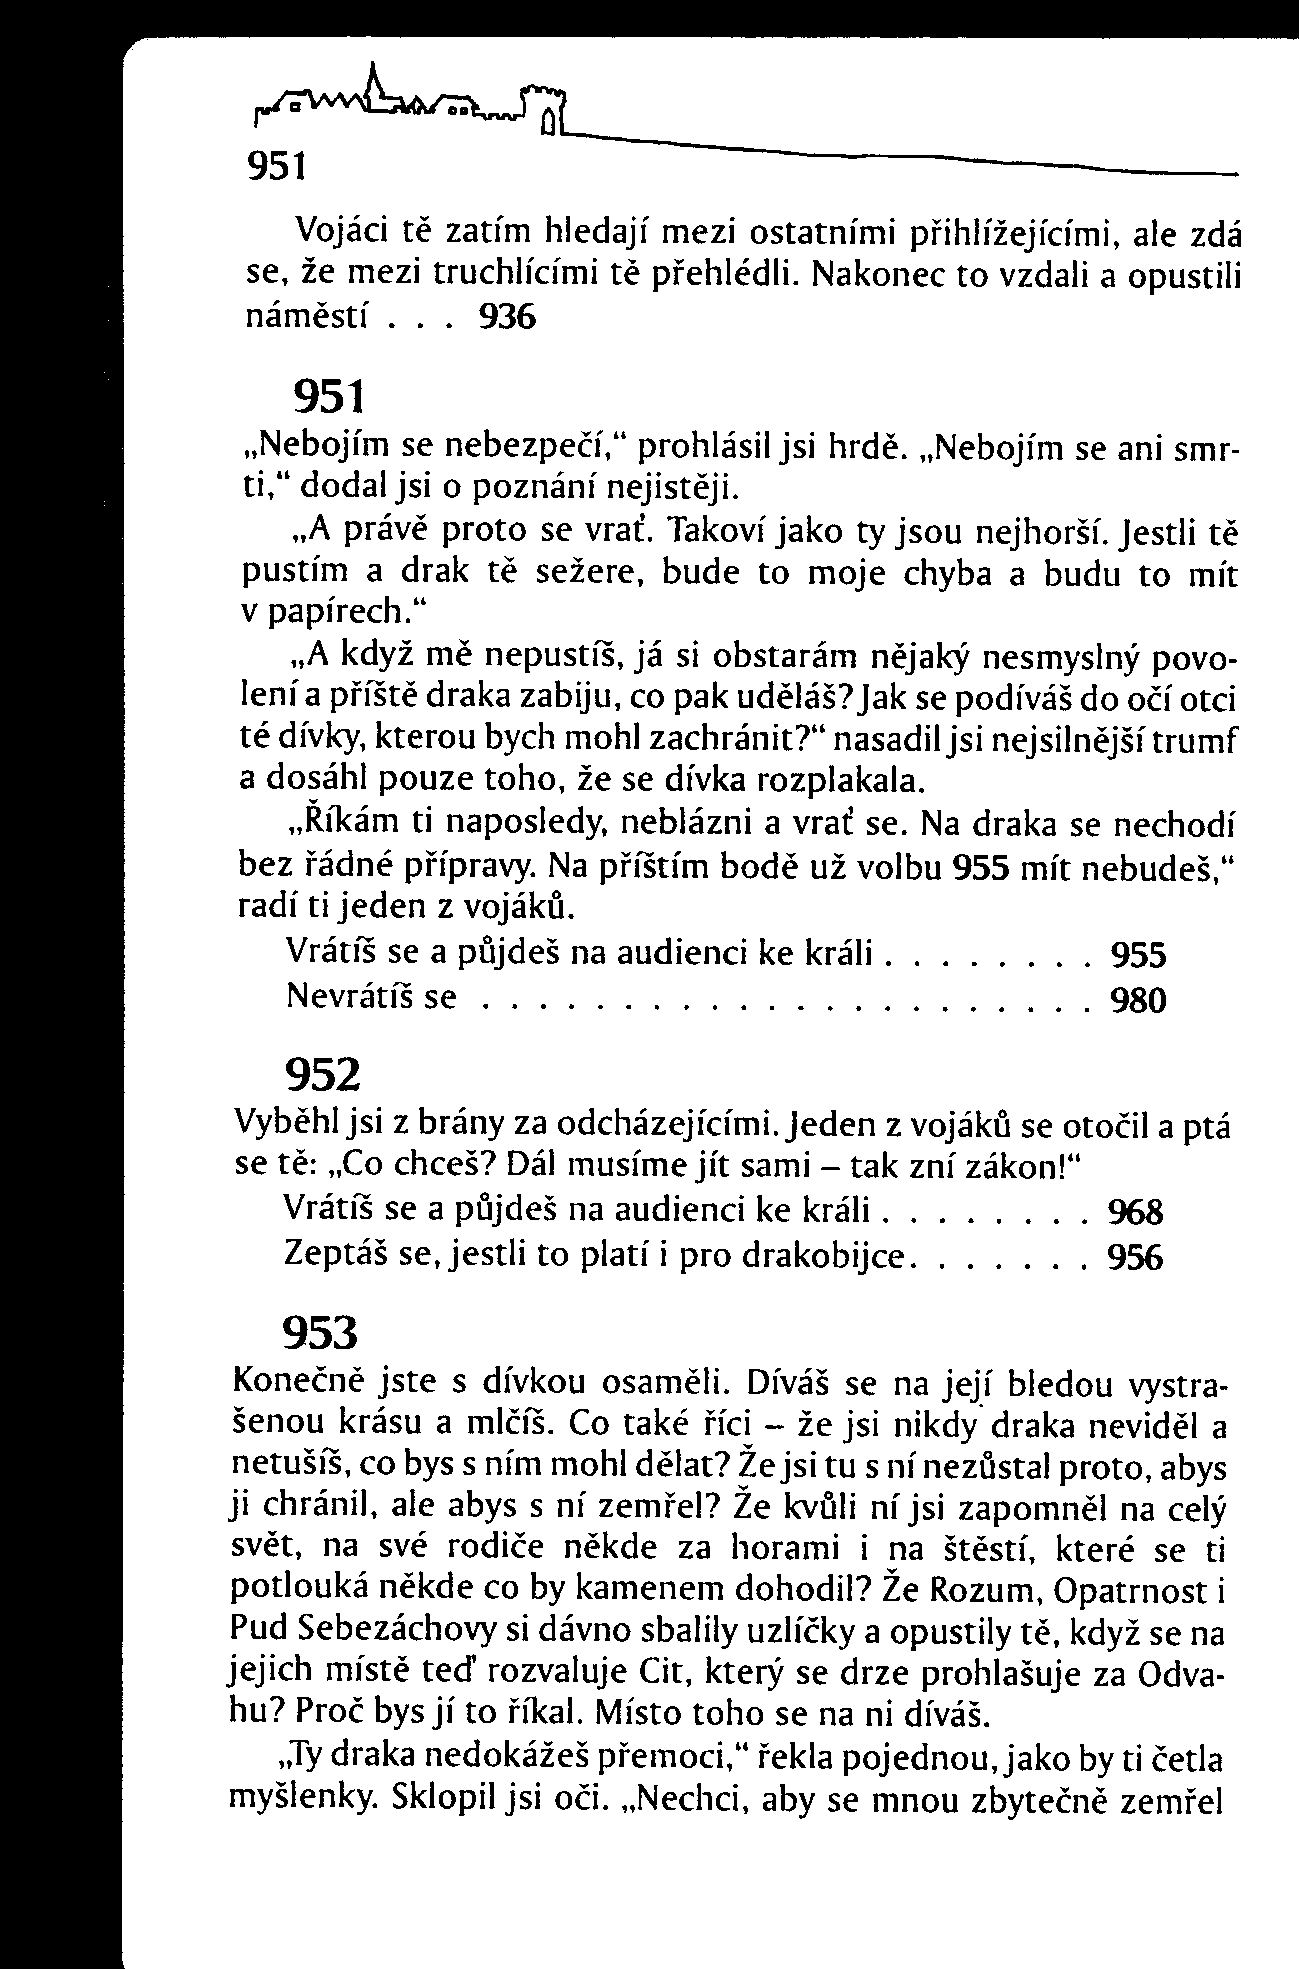 951
Vojáci tě zatím hledají mezi ostatními přihlížejícími, ale zdá
se, že mezi truchlícími tě přehlédli. Nakonec to vzdali a opustili
náměstí . . . 936
951
„Nebojím se nebezpečí,“ prohlásil jsi hrdě. „Nebojím se ani smr-
ti,“ dodal jsi o poznání nejistěji.
„A právě proto se vrať. Takoví jako ty jsou nejhorší. Jestli tě
pustím a drak tě sežere, bude to moje chyba a budu to mít
v papírech.“
„A když mě nepustíš, já si obstarám nějaký nesmyslný povo-
lení a příště draka zabiju, co pak uděláš? Jak se podíváš do očí otci
té dívky, kterou bych mohl zachránit?“ nasadil jsi nejsilnější trumf
a dosáhl pouze toho, že se dívka rozplakala.
„Říkám ti naposledy, neblázni a vrať se. Na draka se nechodí
bez řádné přípravy. Na příštím bodě už volbu 955 mít nebudeš,“
radí ti jeden z vojáků.
Vrátíš se a půjdeš na audienci ke králi . . . . . . . . 955
Nevrátíš se . . . . . . . . . . . . . . . . . . . . . . 980
952
Vyběhl jsi z brány za odcházejícími. Jeden z vojáků se otočil a ptá
se tě: „Co chceš? Dál musíme jít sami – tak zní zákon!“
Vrátíš se a půjdeš na audienci ke králi . . . . . . . . 968
Zeptáš se, jestli to platí i pro drakobijce. . . . . . . 956
953
Konečně jste s dívkou osaměli. Díváš se na její bledou vystra-
šenou krásu a mlčíš. Co také říci – že jsi nikdy draka neviděl a
netušíš, co bys s ním mohl dělat? Že jsi tu s ní nezůstal proto, abys
ji chránil, ale abys s ní zemřel? Že kvůli ní jsi zapomněl na celý
svět, na své rodiče někde za horami i na štěstí, které se ti
potlouká někde co by kamenem dohodil? Že Rozum, Opatrnost i
Pud Sebezáchovy si dávno sbalily uzlíčky a opustily tě, když se na
jejich místě teď rozvaluje Cit, který se drze prohlašuje za Odva-
hu? Proč bys jí to říkal. Místo toho se na ni díváš.
„Ty draka nedokážeš přemoci,“ řekla pojednou, jako by ti četla
myšlenky. Sklopil jsi oči. „Nechci, aby se mnou zbytečně zemřel